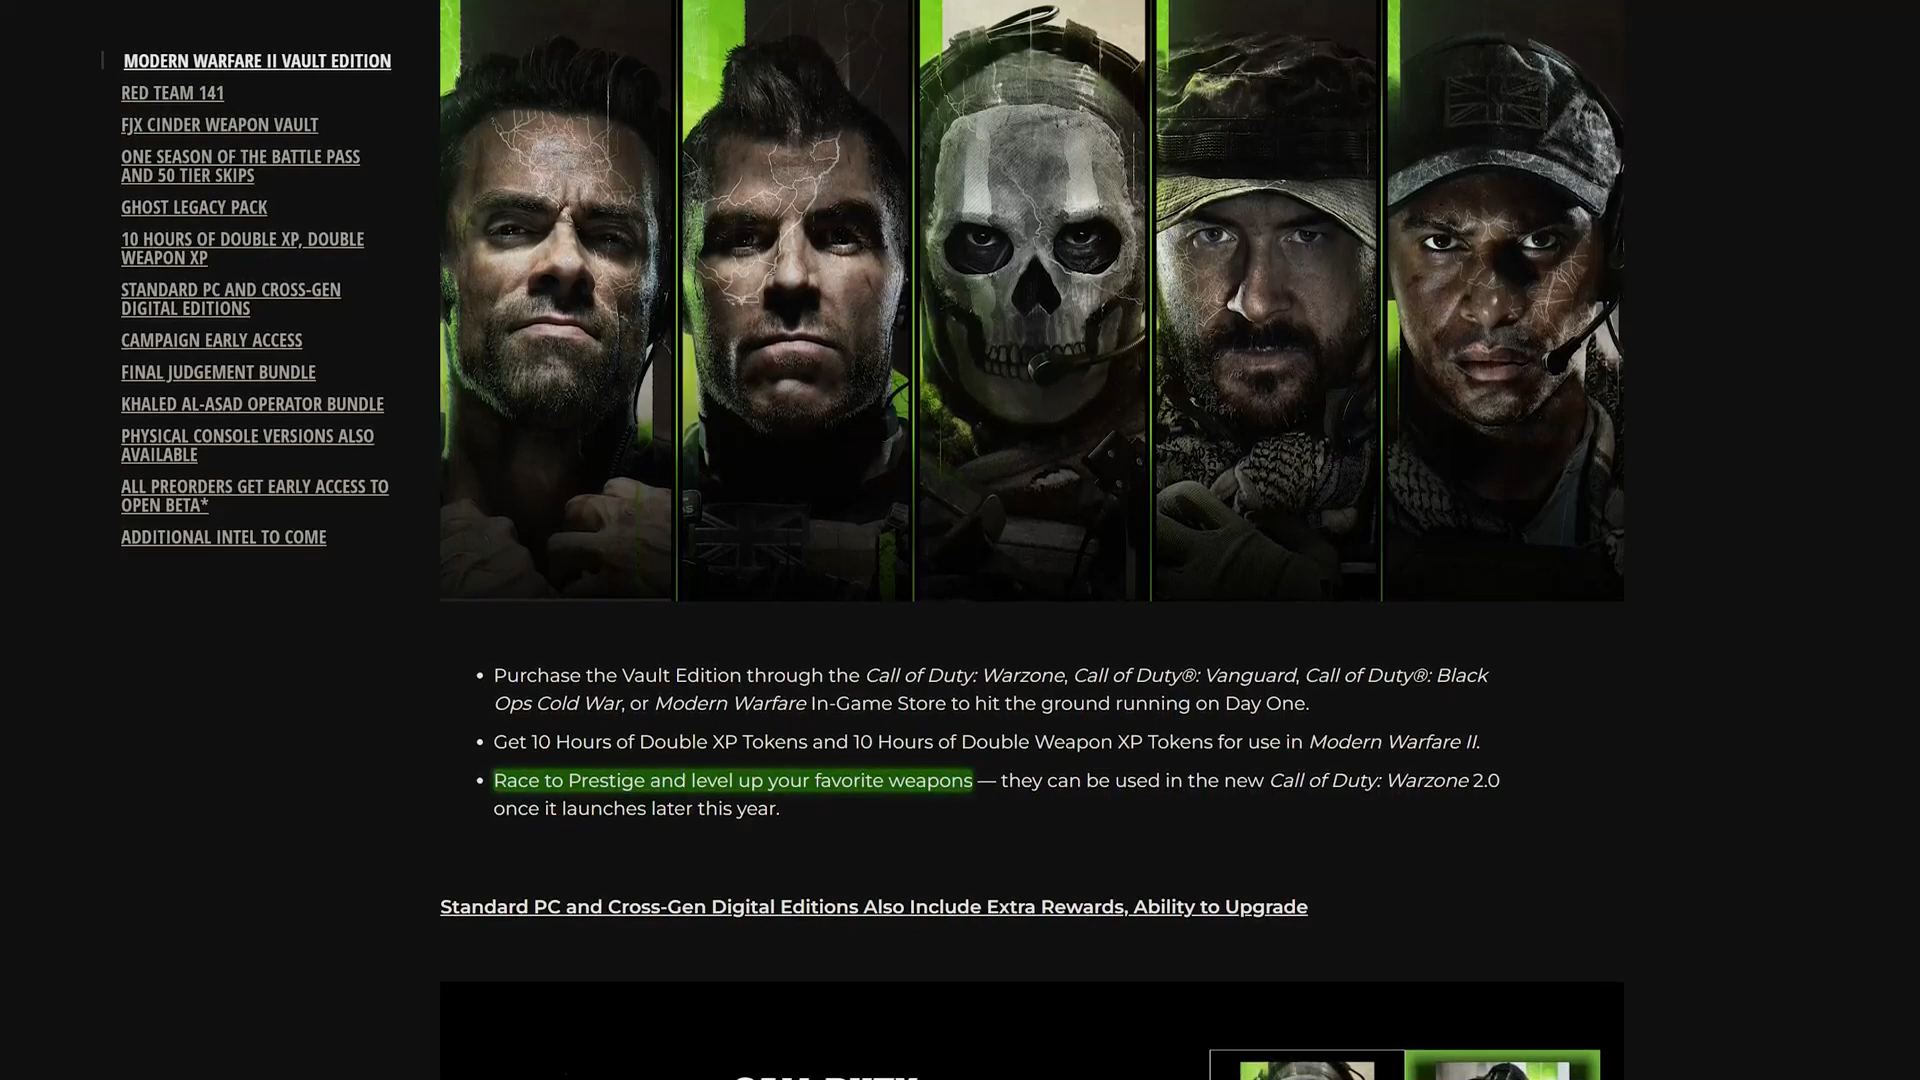 MODERN WARFARE II VAULT EDITION
RED TEAM 141
FJX CINDER WEAPON VAULT
ONE SEASON OF THE BATTLE PASS
AND 50 TIER SKIPS
GHOST LEGACY PACK
10 HOURS OF DOUBLE XP, DOUBLE
WEAPON XP
STANDARD PC AND CROSS-GEN
DIGITAL EDITIONS
CAMPAIGN EARLY ACCESS
FINAL JUDGEMENT BUNDLE
KHALED AL-ASAD OPERATOR BUNDLE
PHYSICAL CONSOLE VERSIONS ALSO
AVAILABLE
ALL PREORDERS GET EARLY ACCESS TO
OPEN BETA*
ADDITIONAL INTEL TO COME
• Purchase the Vault Edition through the Call of Duty: Warzone, Call of Duty®: Vanguard, Call of Duty®: Black
Ops Cold War, or Modern Warfare In-Game Store to hit the ground running on Day One.
• Get 10 Hours of Double XP Tokens and 10 Hours of Double Weapon XP Tokens for use in Modern Warfare II.
• Race to Prestige and level up your favorite weapons — they can be used in the new Call of Duty: Warzone 2.0
once it launches later this year.
Standard PC and Cross-Gen Digital Editions Also Include Extra Rewards, Ability to Upgrade